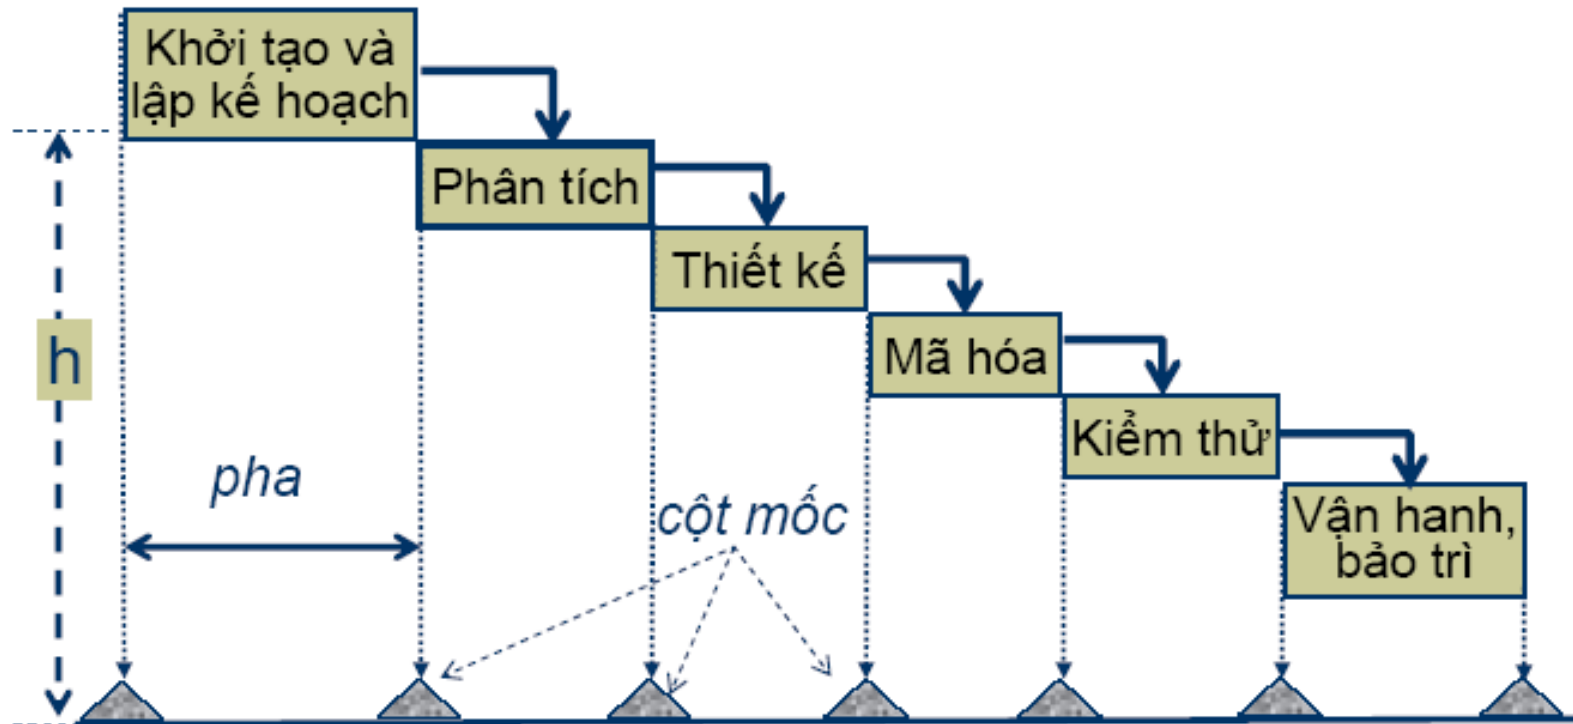 Khởi tạo và
lập kế hoạch
Phân tích
Thiết kế
h
Mã hóa
Kiểm thử
pha
cột mốc
Vận hanh,
bảo trì